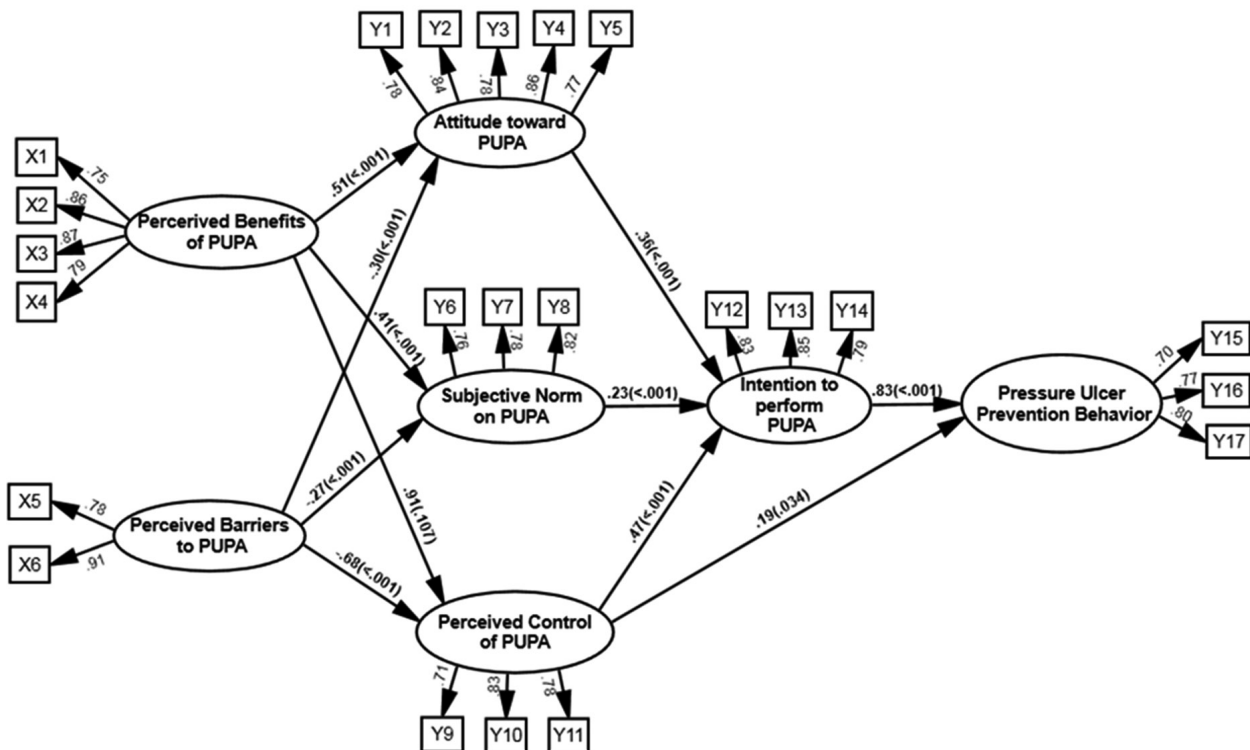 Y1
Y2
Y3
Y4
Y5
.78
.84
.78
.86
.77
Attitude toward
PUPA
X1
X2
X3
X4
.75
.86
.87
.79
Percerived Benefits
of PUPA
.51(<.001)
-.30(<.001)
.41(<.001)
.36(<.001)
Y6
Y7
Y8
.76
.78
.82
Subjective Norm
on PUPA
.23(<.001)
Y12
Y13
Y14
.83
.85
.79
Intention to
perform
PUPA
.83(<.001)
Pressure Ulcer
Prevention Behavior
.70
.77
.80
Y15
Y16
Y17
X5
X6
.78
.91
Perceived Barriers
to PUPA
-.27(<.001)
.91(.107)
-.68(<.001)
.47(<.001)
.19(.034)
Perceived Control
of PUPA
.71
.83
.78
Y9
Y10
Y11